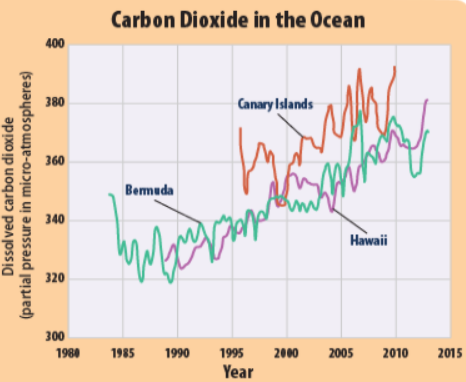 Carbon Dioxide in the Ocean
Dissolved carbon dioxide
(partial pressure in micro-atmospheres)
400
380
360
340
320
300
Canary Islands
Bermuda
Hawaii
1980 1985 1990 1995 2000 2005 2010 2015
Year